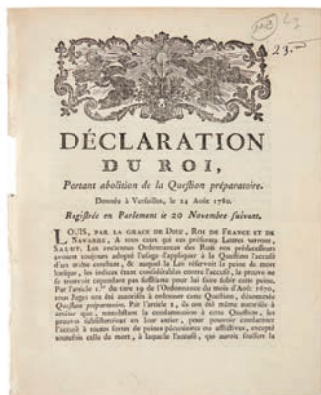 23.
DÉCLARATION
DU ROI,
Portant abolition de la Question préparatoire.
Donnée à Versailles, le 24 Août 1780.
Registrée en Parlement le 20 Novembre suivant.
LOUIS, PAR LA GRACE DE DIEU, ROI DE FRANCE ET DE
NAVARRE, A tous ceux qui ces présentes Lettres verront,
SALUT. Les anciennes Ordonnances des Rois nos prédécesseurs
avoient toujours adopté l'usage d'appliquer à la Question l'accusé
d'un crime constant, & auquel la Loi réservoit la peine de mort
lorsque, les indices étant considérables contre l'accusé, la preuve ne
se trouvoit cependant pas suffisante pour lui faire subir cette peine.
Par l'article 1.er du titre 19 de l'Ordonnance du mois d'Août 1670,
tous Juges ont été autorisés à ordonner cette Question, dénommée
Question préparatoire. Par l'article 2, ils ont été même autorisés à
arrêter que, nonobstant la condamnation à cette Question, les
preuves subsisteroient en leur entier, pour pouvoir condamner
l'accusé à toutes sortes de peines pécuniaires ou afflictives, excepté
toutefois celle de mort, à laquelle l'accusé, qui auroit souffert la